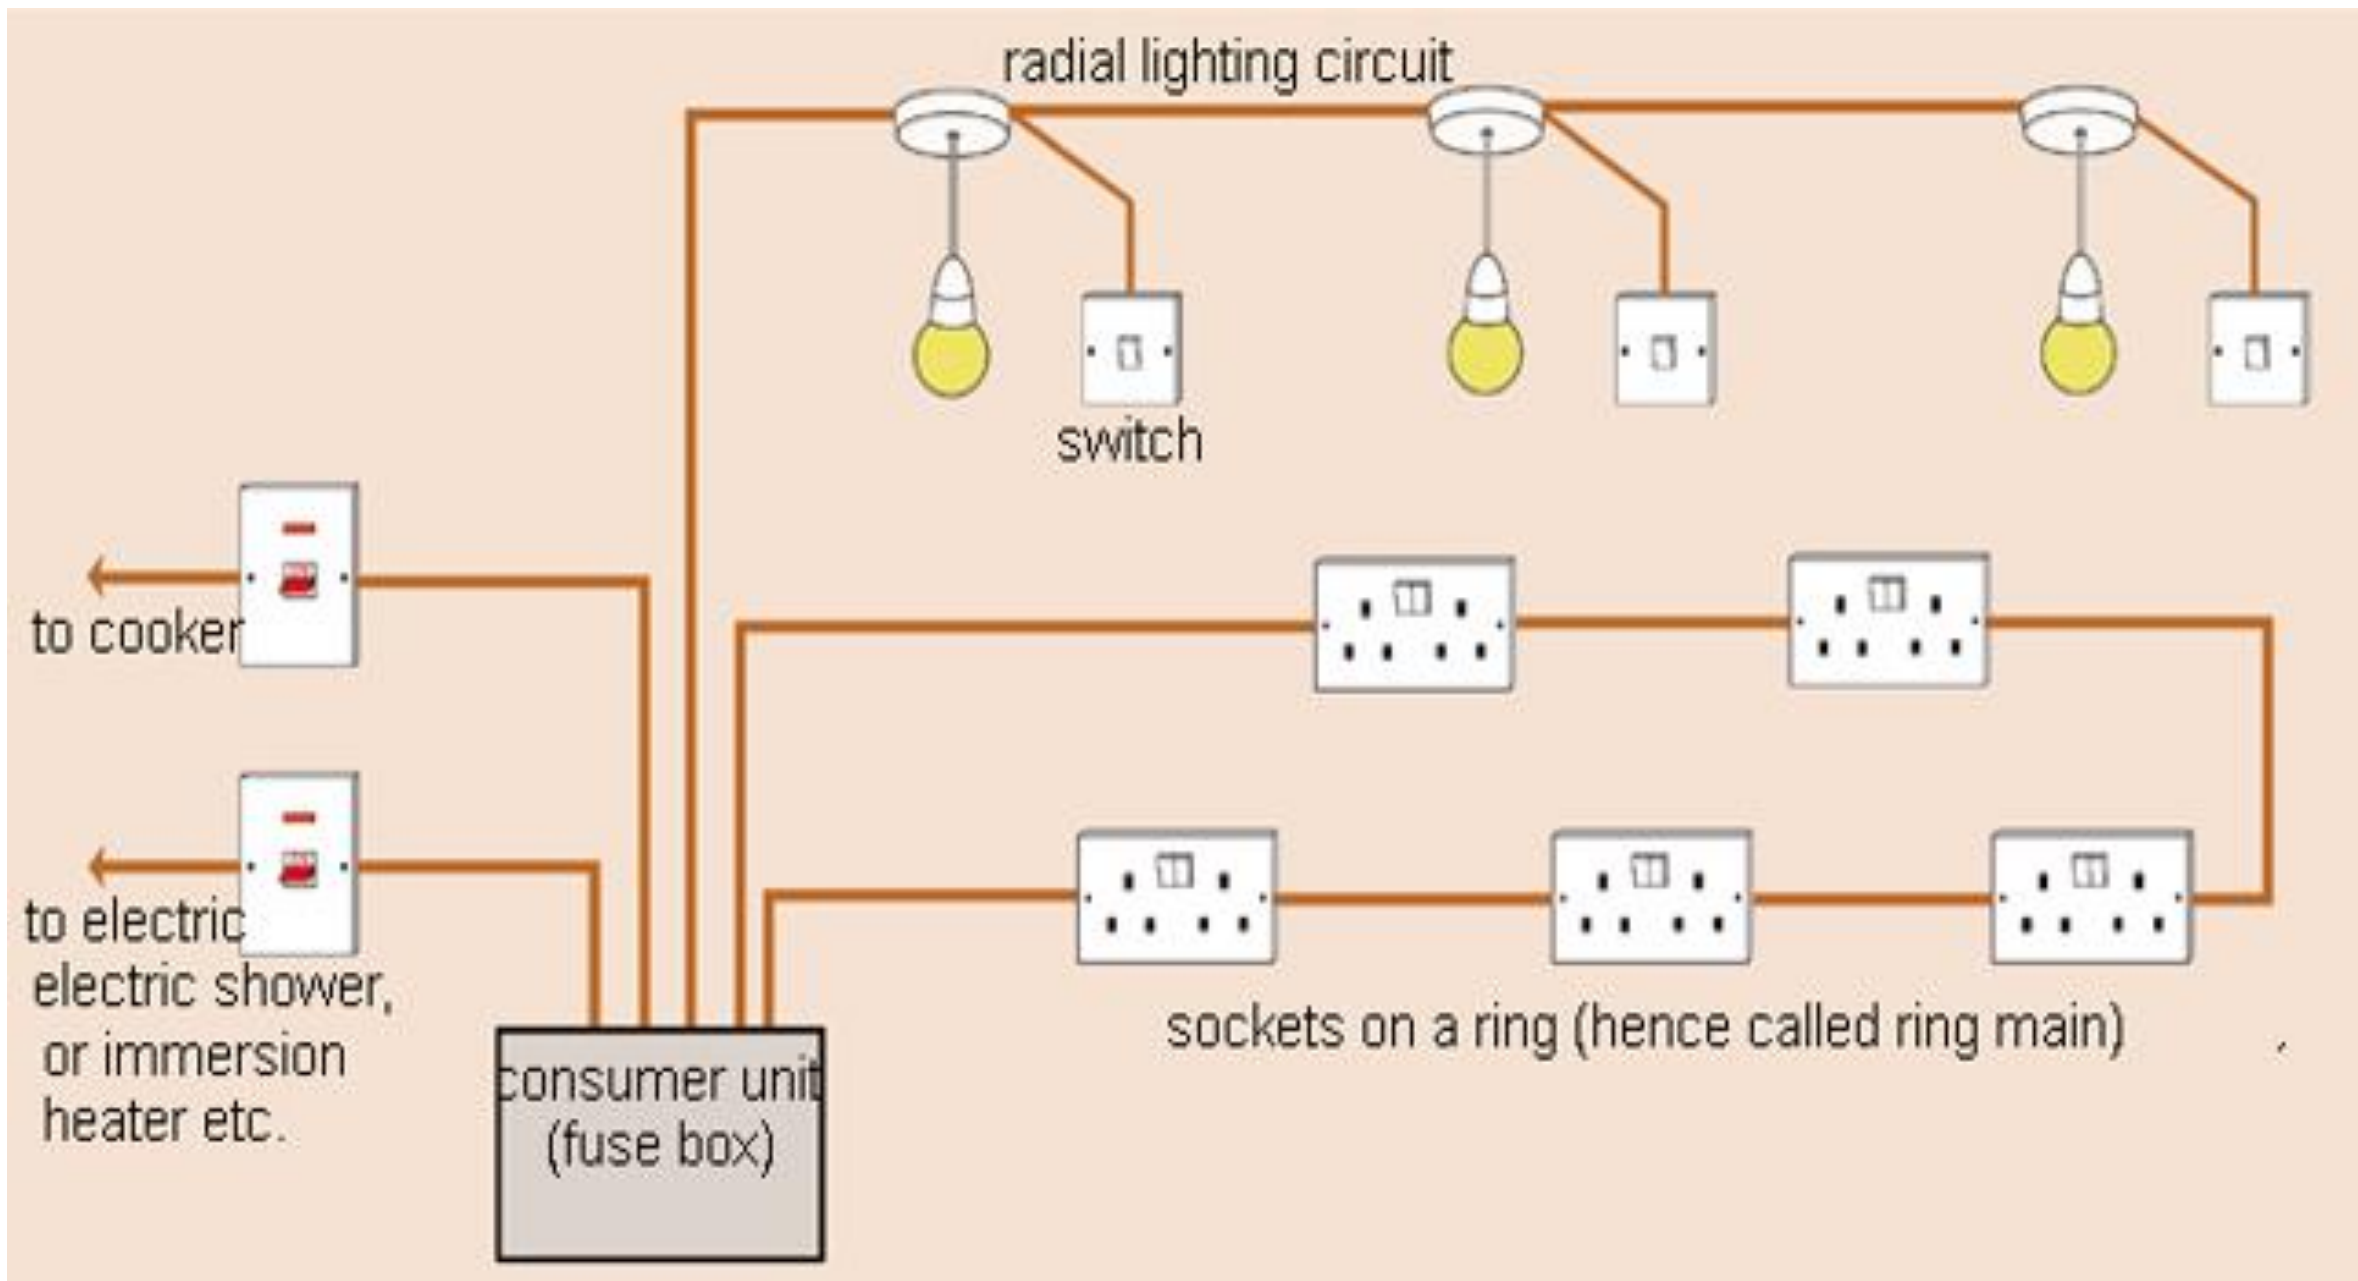 radial lighting circuit
switch
to cooker
to electric
electric shower,
or immersion
heater etc.
consumer unit
(fuse box)
sockets on a ring (hence called ring main)